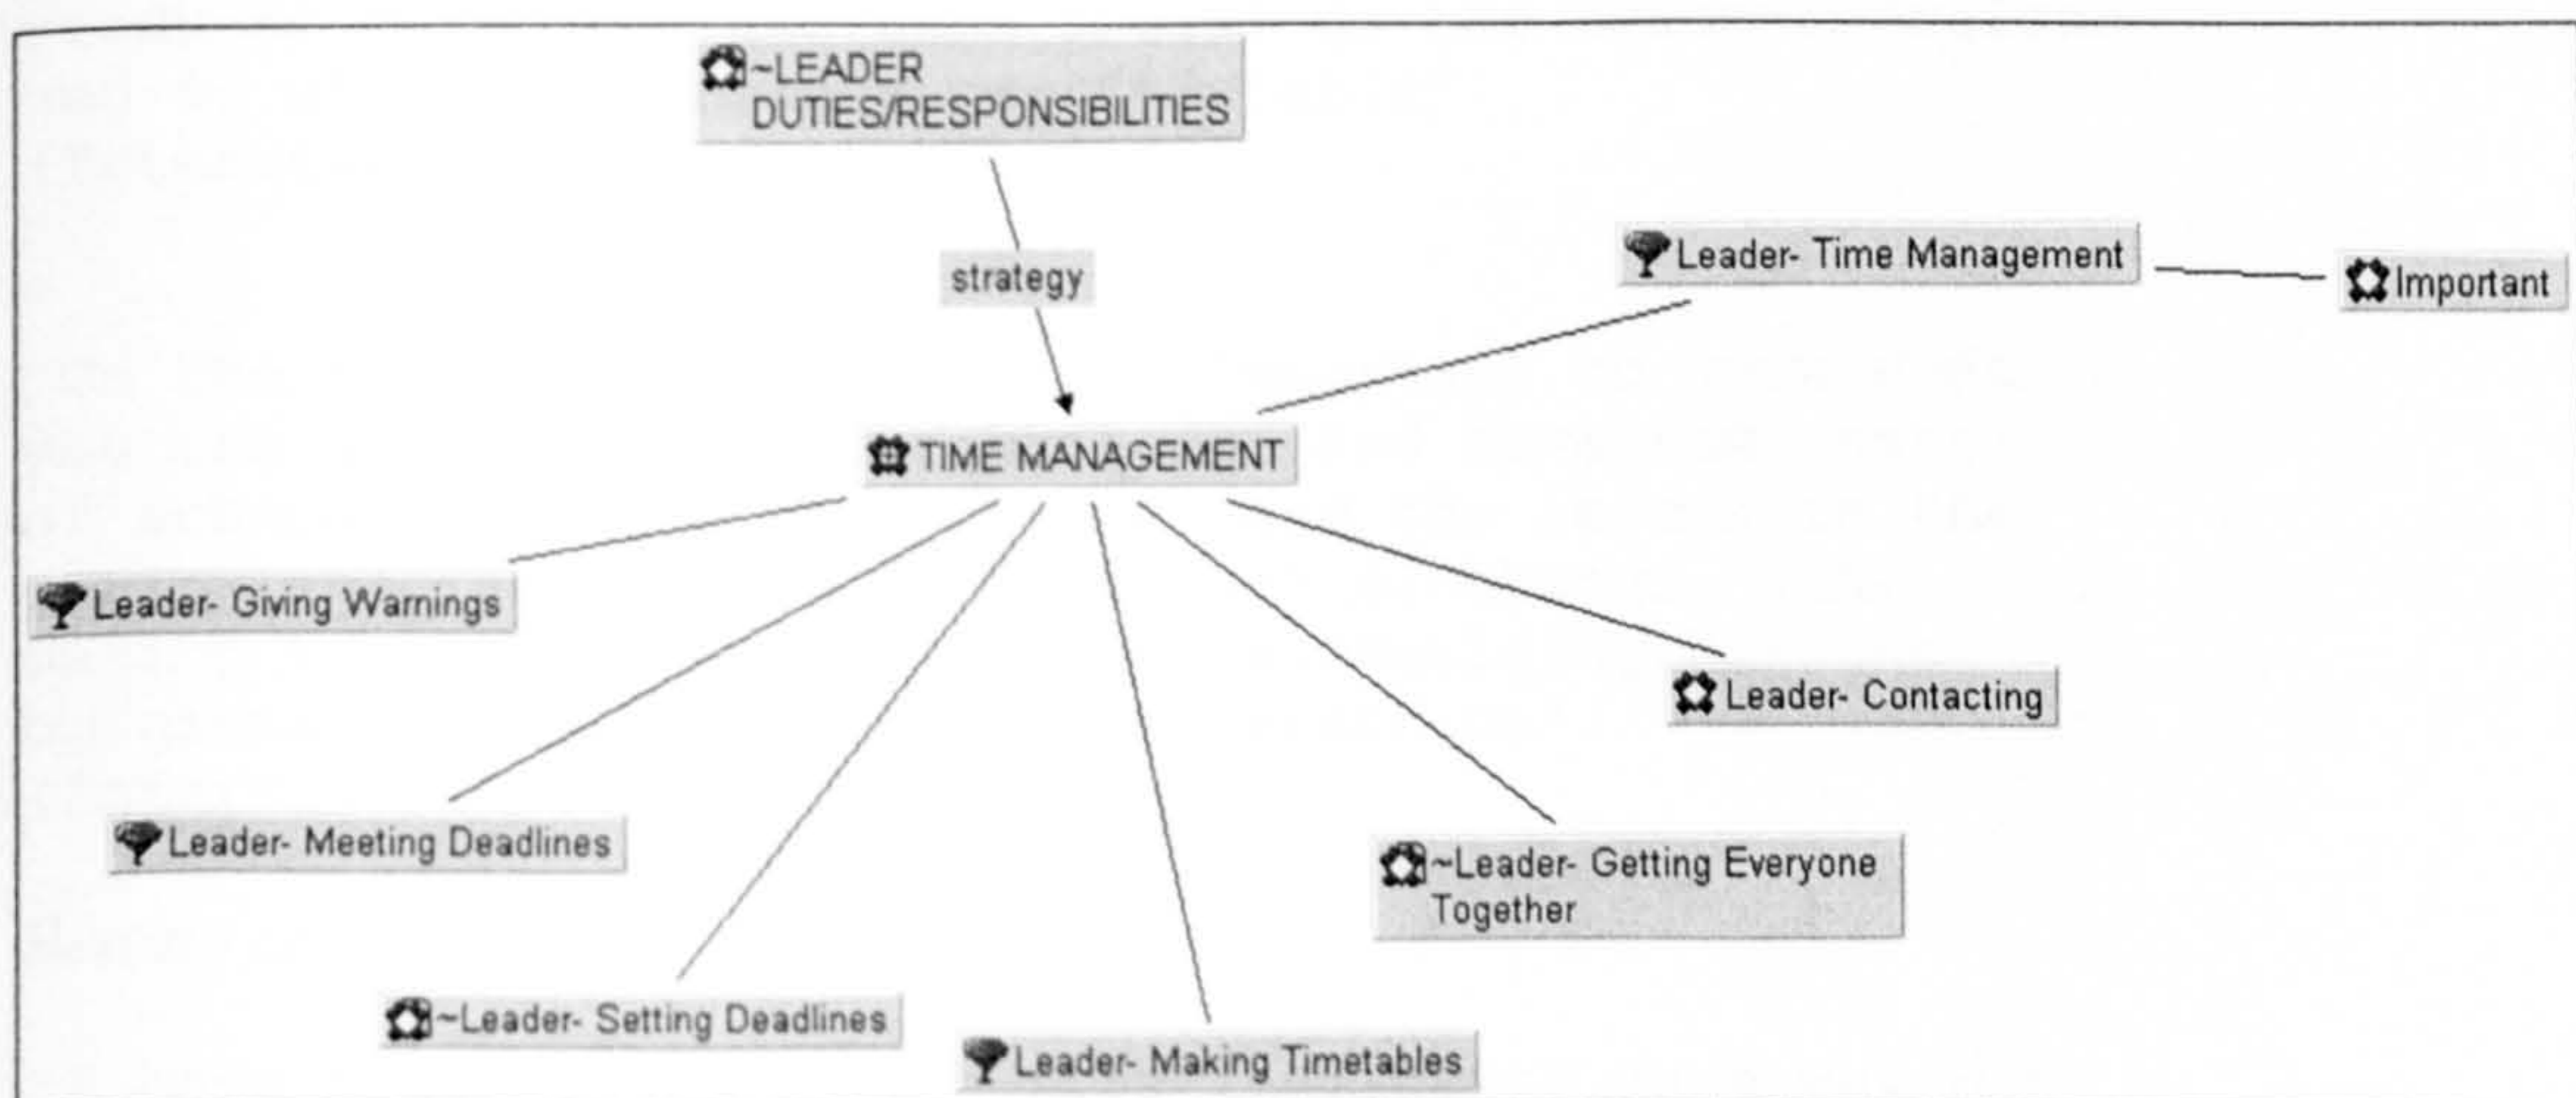 ~LEADER
DUTIES/RESPONSIBILITIES
strategy
Leader- Time Management
Important
TIME MANAGEMENT
Leader- Giving Warnings
Leader- Contacting
Leader- Meeting Deadlines
~Leader- Getting Everyone
Together
~Leader- Setting Deadlines
Leader- Making Timetables